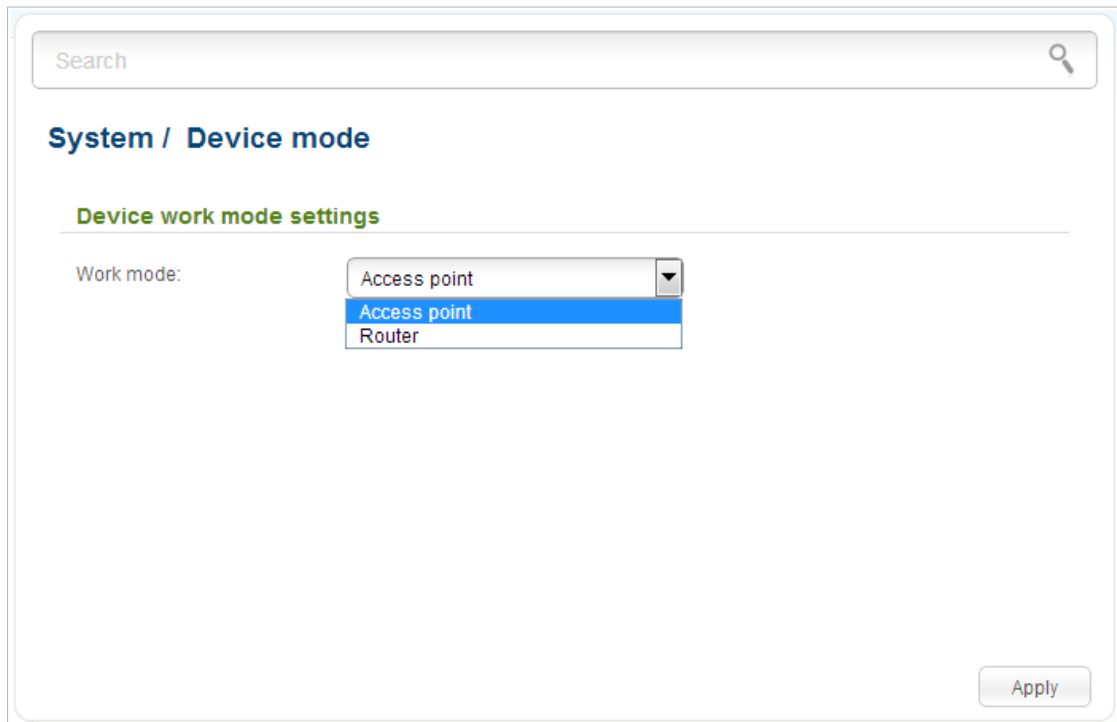 Search
System / Device mode
Device work mode settings
Work mode: Access point
Access point
Router
Apply